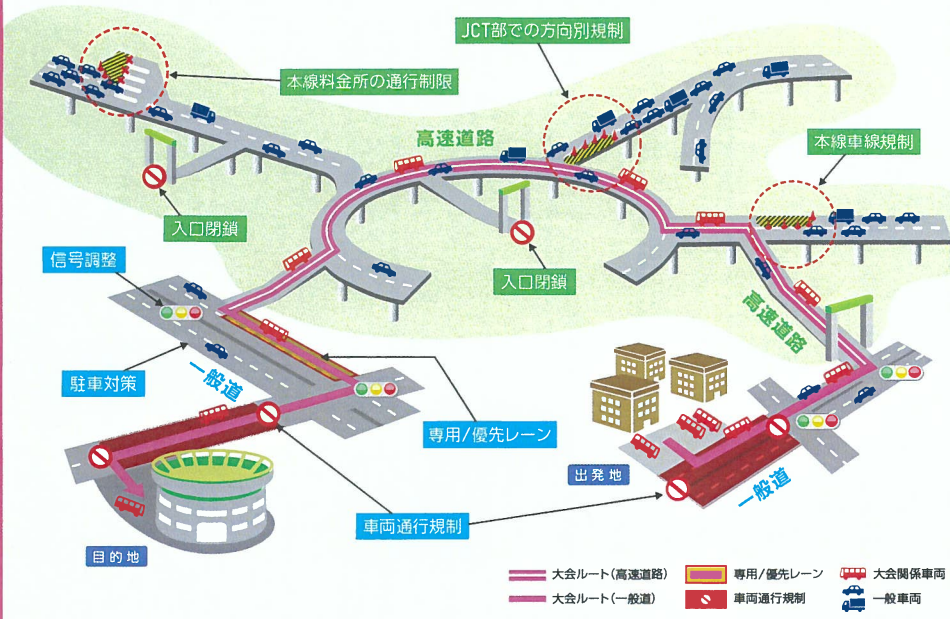 JCT部での方向別規制
本線料金所の通行制限
高速道路
本線車線規制
入口閉鎖
入口閉鎖
信号調整
高速道路
駐車対策
一般道
専用/優先レーン
出発地
一般道
車両通行規制
目的地
大会ルート(高速道路)
専用/優先レーン
大会関係車両
大会ルート(一般道)
車両通行規制
一般車両